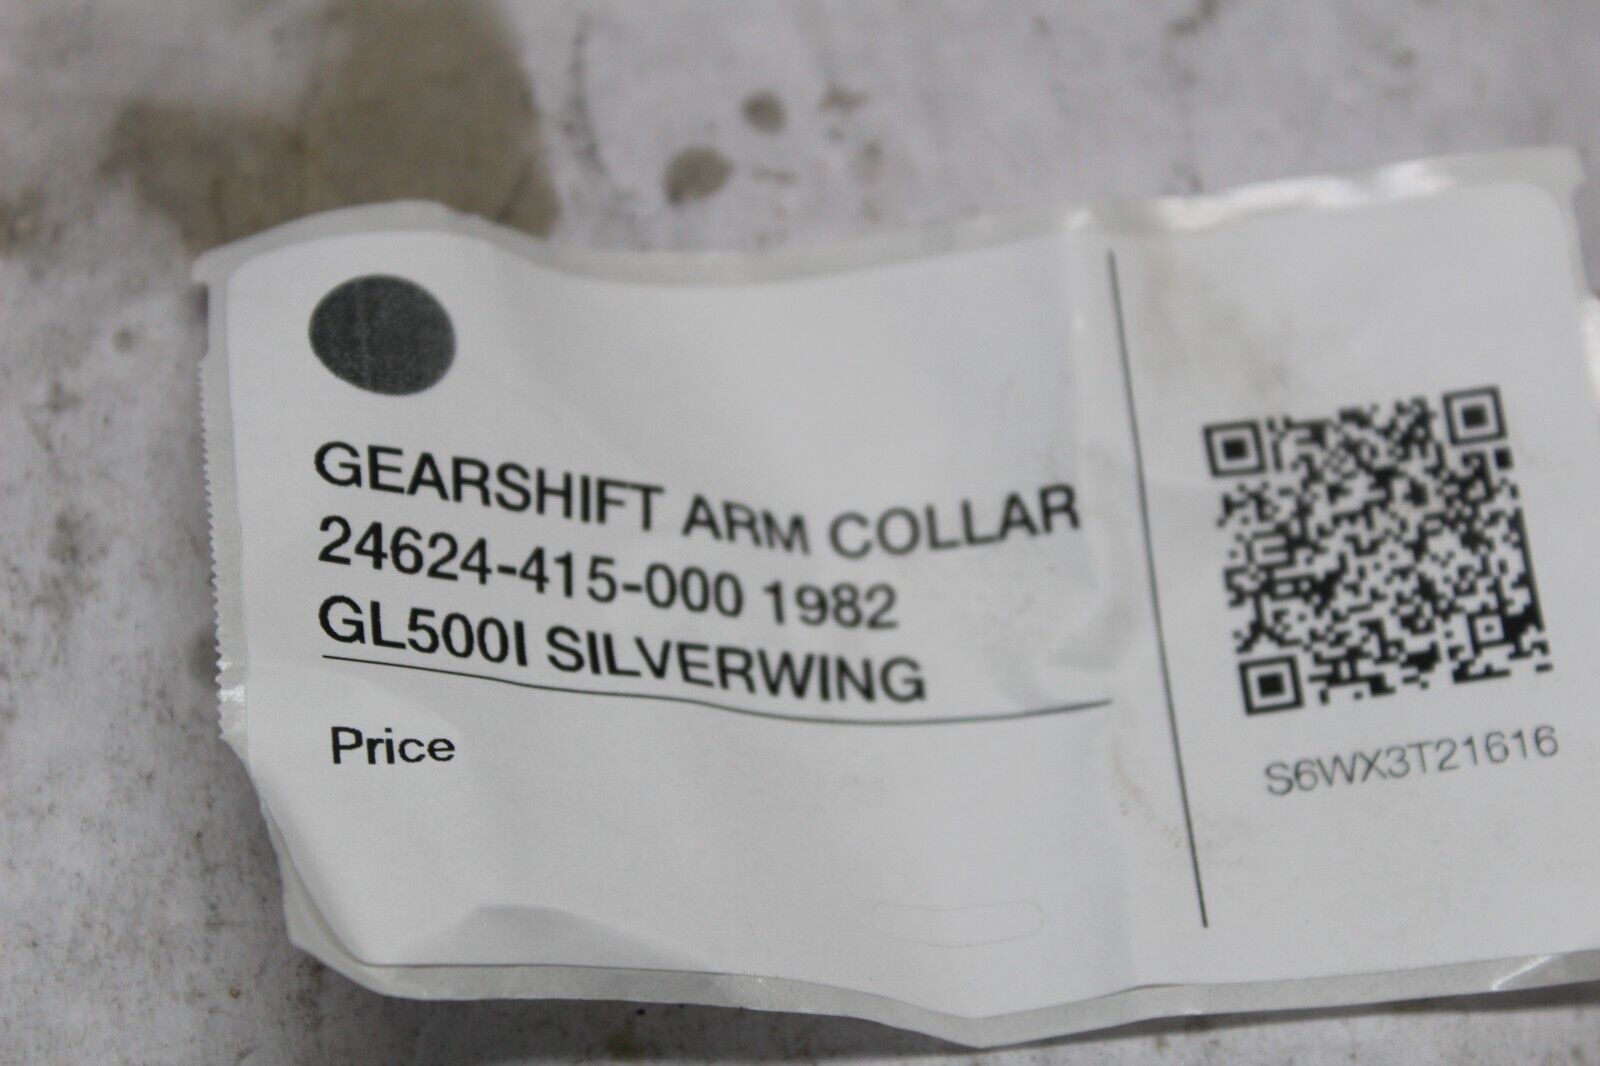 GEARSHIFT ARM COLLAR
24624-415-000 1982
GL500I SILVERWING
Price
S6WX3T21616